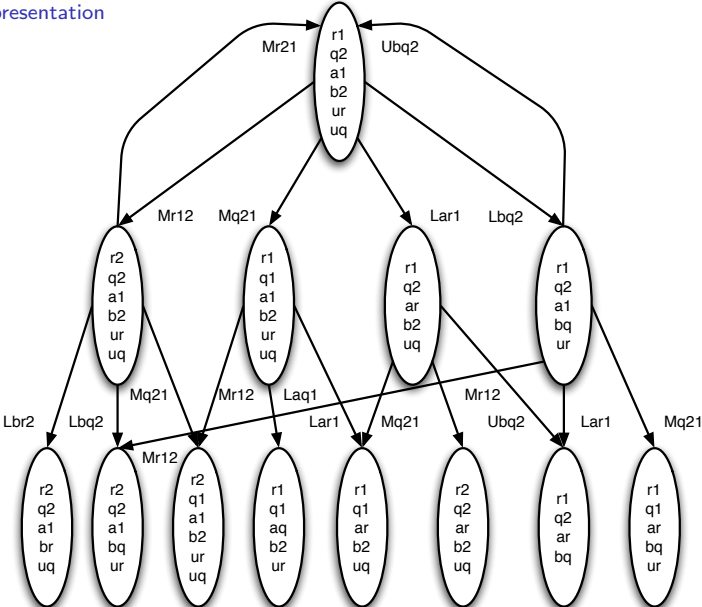 presentation
r1
q2
a1
b2
ur
uq
Mr21
Ubq2
Mr12
Mq21
Lar1
Lbq2
r2
q2
a1
b2
ur
uq
r1
q1
a1
b2
ur
uq
r1
q2
ar
b2
uq
r1
q2
a1
bq
ur
Lbr2
Lbq2
Mq21
Mr12
Laq1
Lar1
Mq21
Mr12
Ubq2
Lar1
Mq21
Mr12
r2
q2
a1
br
uq
r2
q2
a1
bq
ur
r2
q1
a1
b2
ur
uq
r1
q1
aq
b2
ur
r1
q1
ar
b2
uq
r2
q2
ar
b2
uq
r1
q2
ar
bq
r1
q1
ar
bq
ur